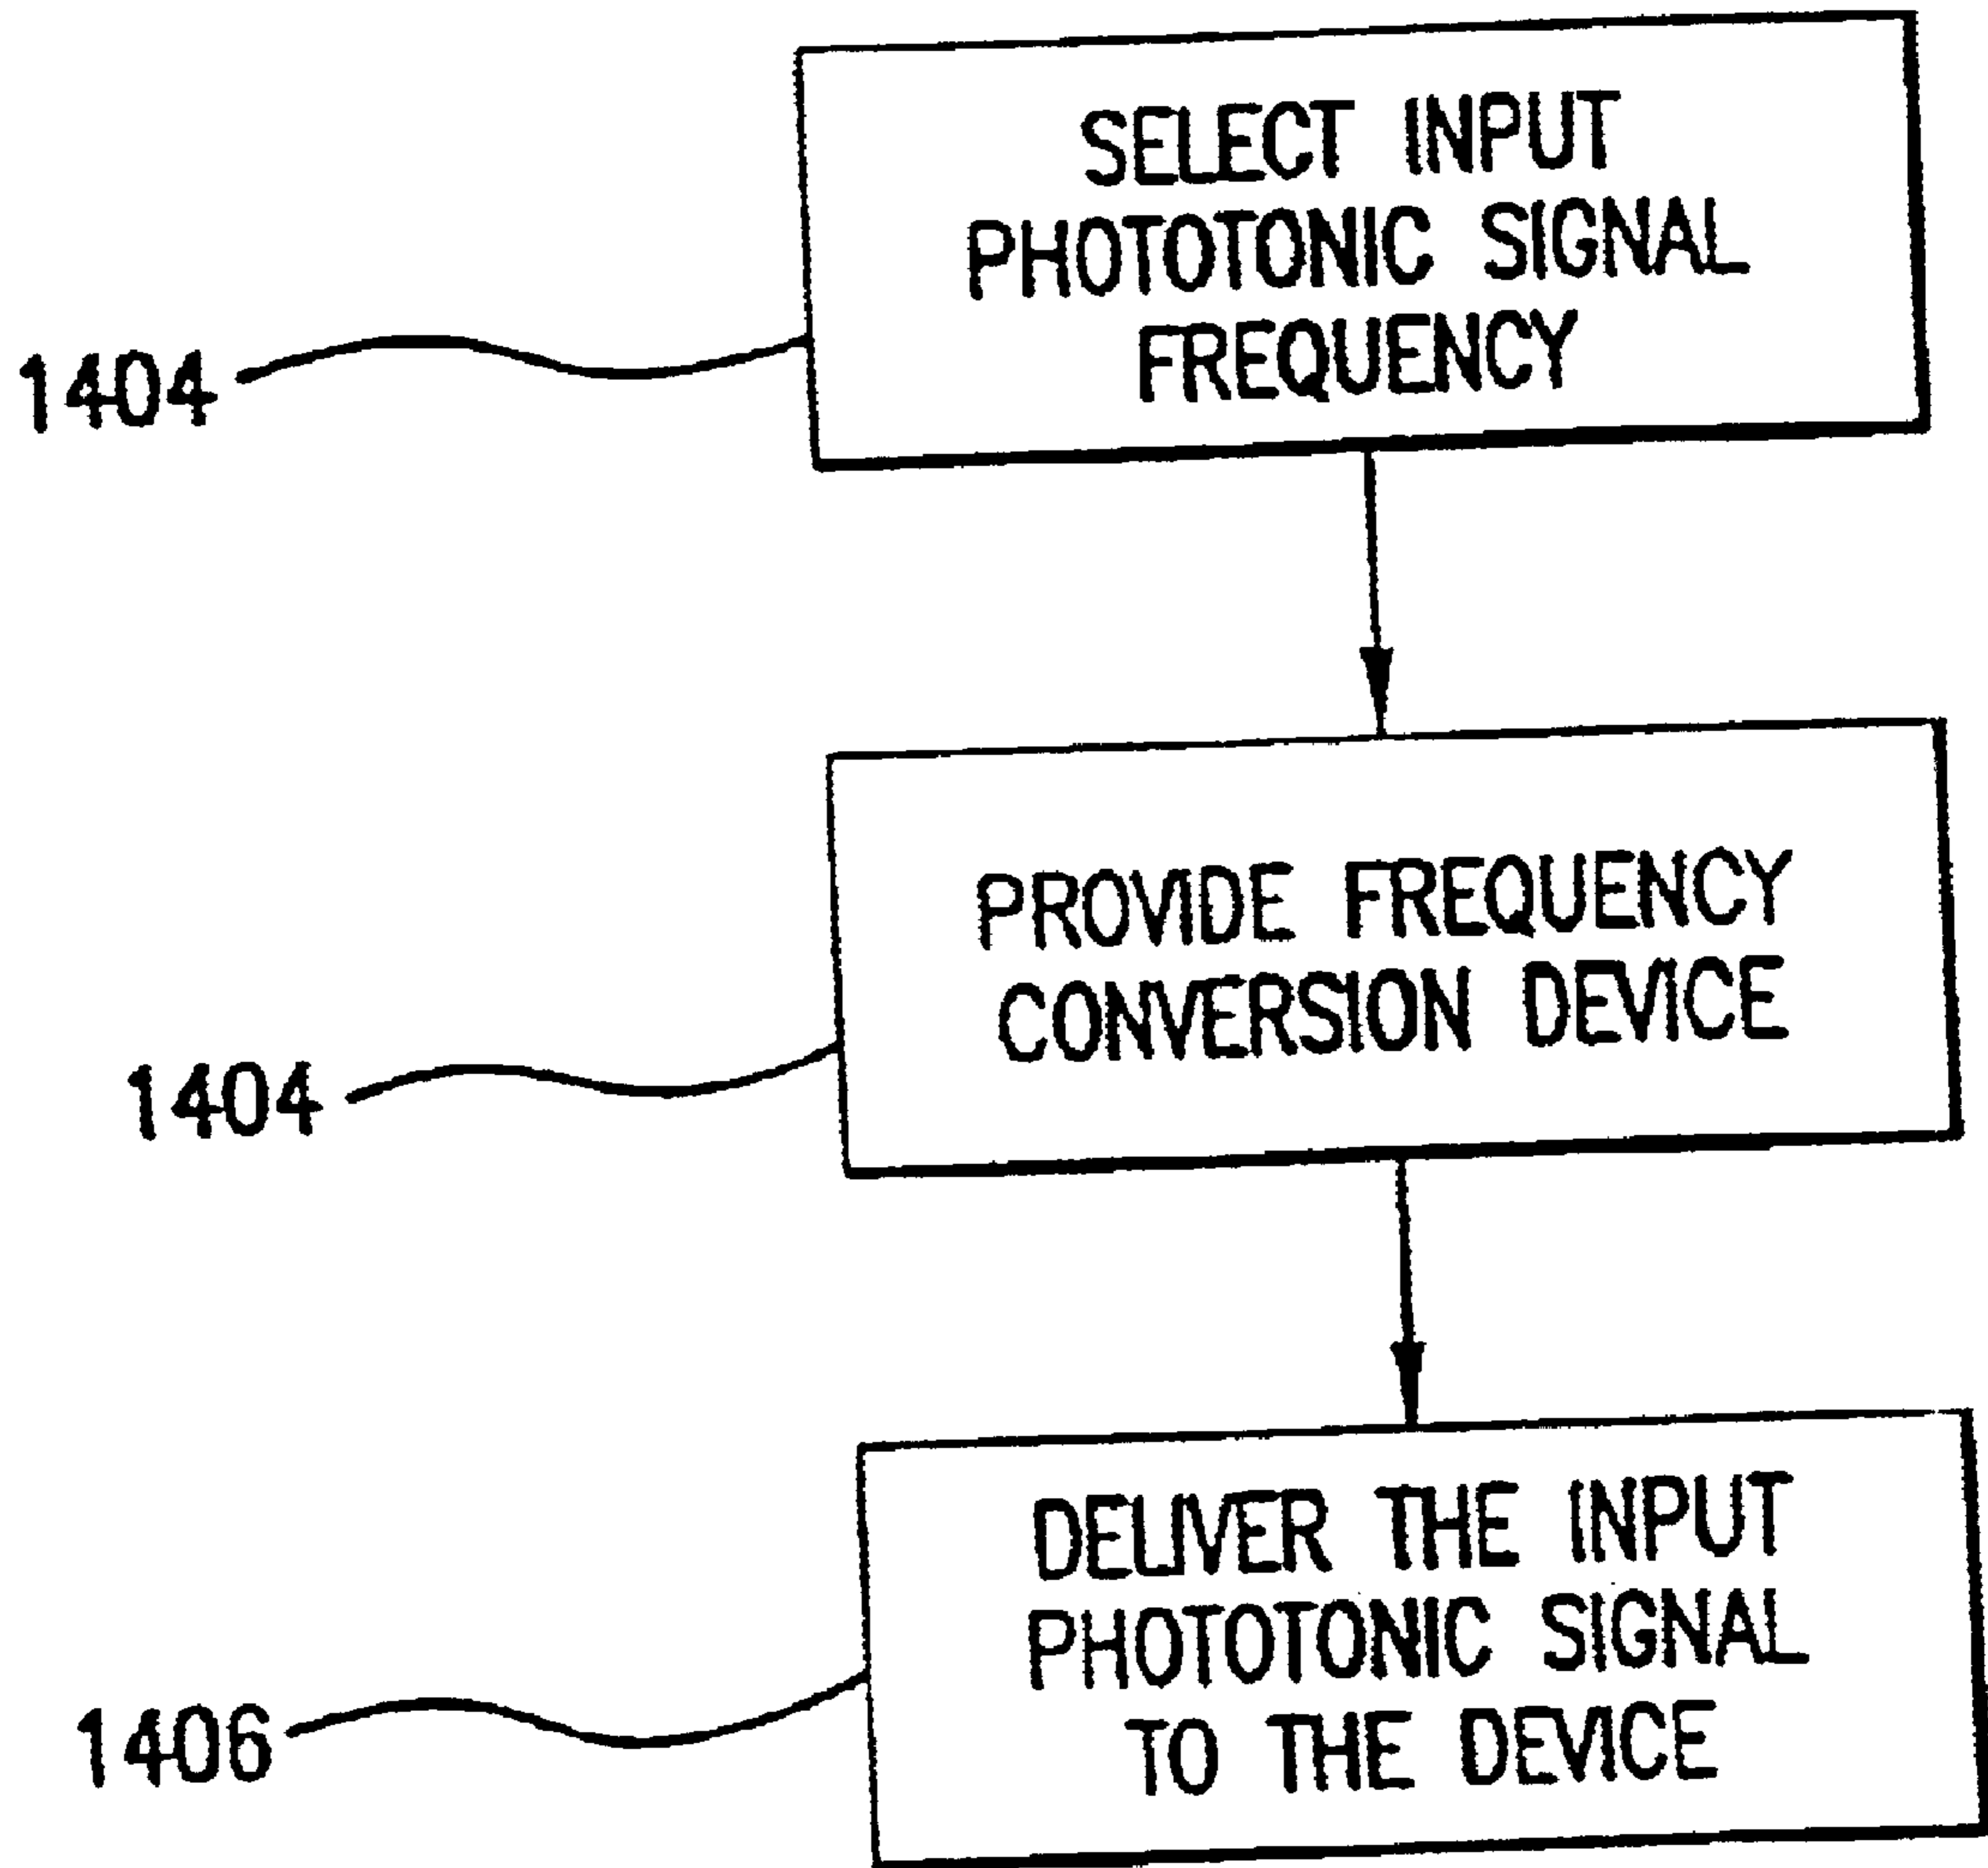 SELECT INPUT
PHOTOTONIC SIGNAL
FREQUENCY
1404
PROVIDE FREQUENCY
CONVERSION DEVICE
1404
DELIVER THE INPUT
PHOTOTONIC SIGNAL
TO THE DEVICE
1406